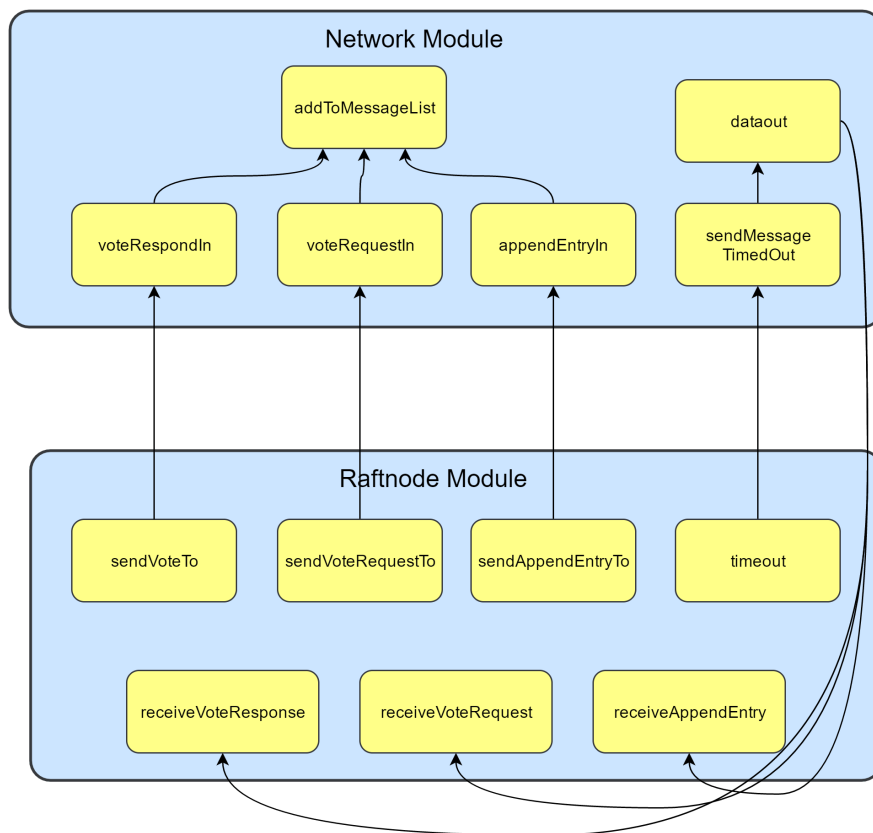 Network Module
addToMessageList
dataout
voteRespondIn
voteRequestIn
appendEntryIn
sendMessage
TimedOut
Raftnode Module
sendVoteTo
sendVoteRequestTo
sendAppendEntryTo
timeout
receiveVoteResponse
receiveVoteRequest
receiveAppendEntry